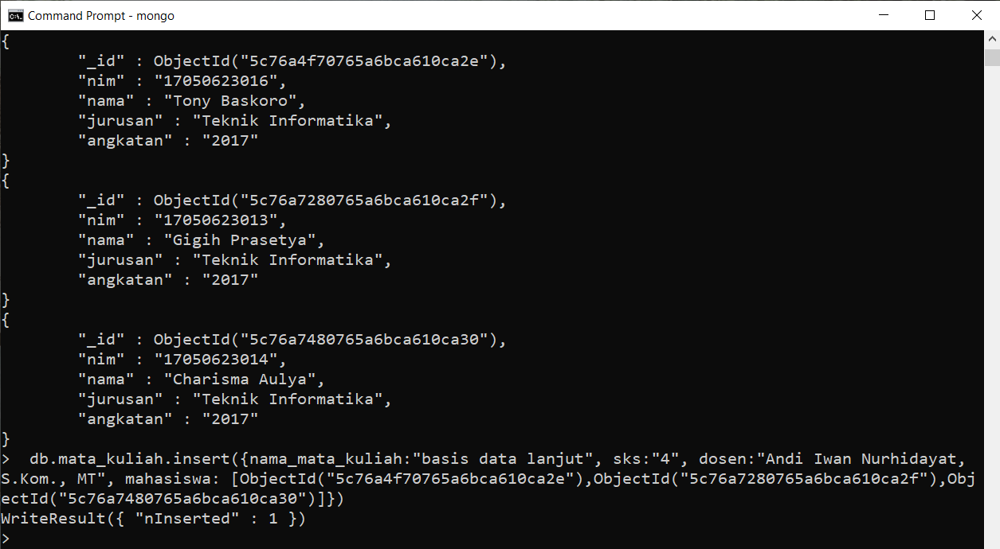 Command Prompt - mongo
{
"_id" : ObjectId("5c76a4f70765a6bca610ca2e"),
"nim" : "17050623016",
"nama" : "Tony Baskoro",
"jurusan" : "Teknik Informatika",
"angkatan" : "2017"
}
{
"_id" : ObjectId("5c76a7280765a6bca610ca2f"),
"nim" : "17050623013",
"nama" : "Gigih Prasetya",
"jurusan" : "Teknik Informatika",
"angkatan" : "2017"
}
{
"_id" : ObjectId("5c76a7480765a6bca610ca30"),
"nim" : "17050623014",
"nama" : "Charisma Aulya",
"jurusan" : "Teknik Informatika",
"angkatan" : "2017"
}
>  db.mata_kuliah.insert({nama_mata_kuliah:"basis data lanjut", sks:"4", dosen:"Andi Iwan Nurhidayat,
S.Kom., MT", mahasiswa: [ObjectId("5c76a4f70765a6bca610ca2e"),ObjectId("5c76a7280765a6bca610ca2f"),Obj
ectId("5c76a7480765a6bca610ca30")]})
WriteResult({ "nInserted" : 1 })
>